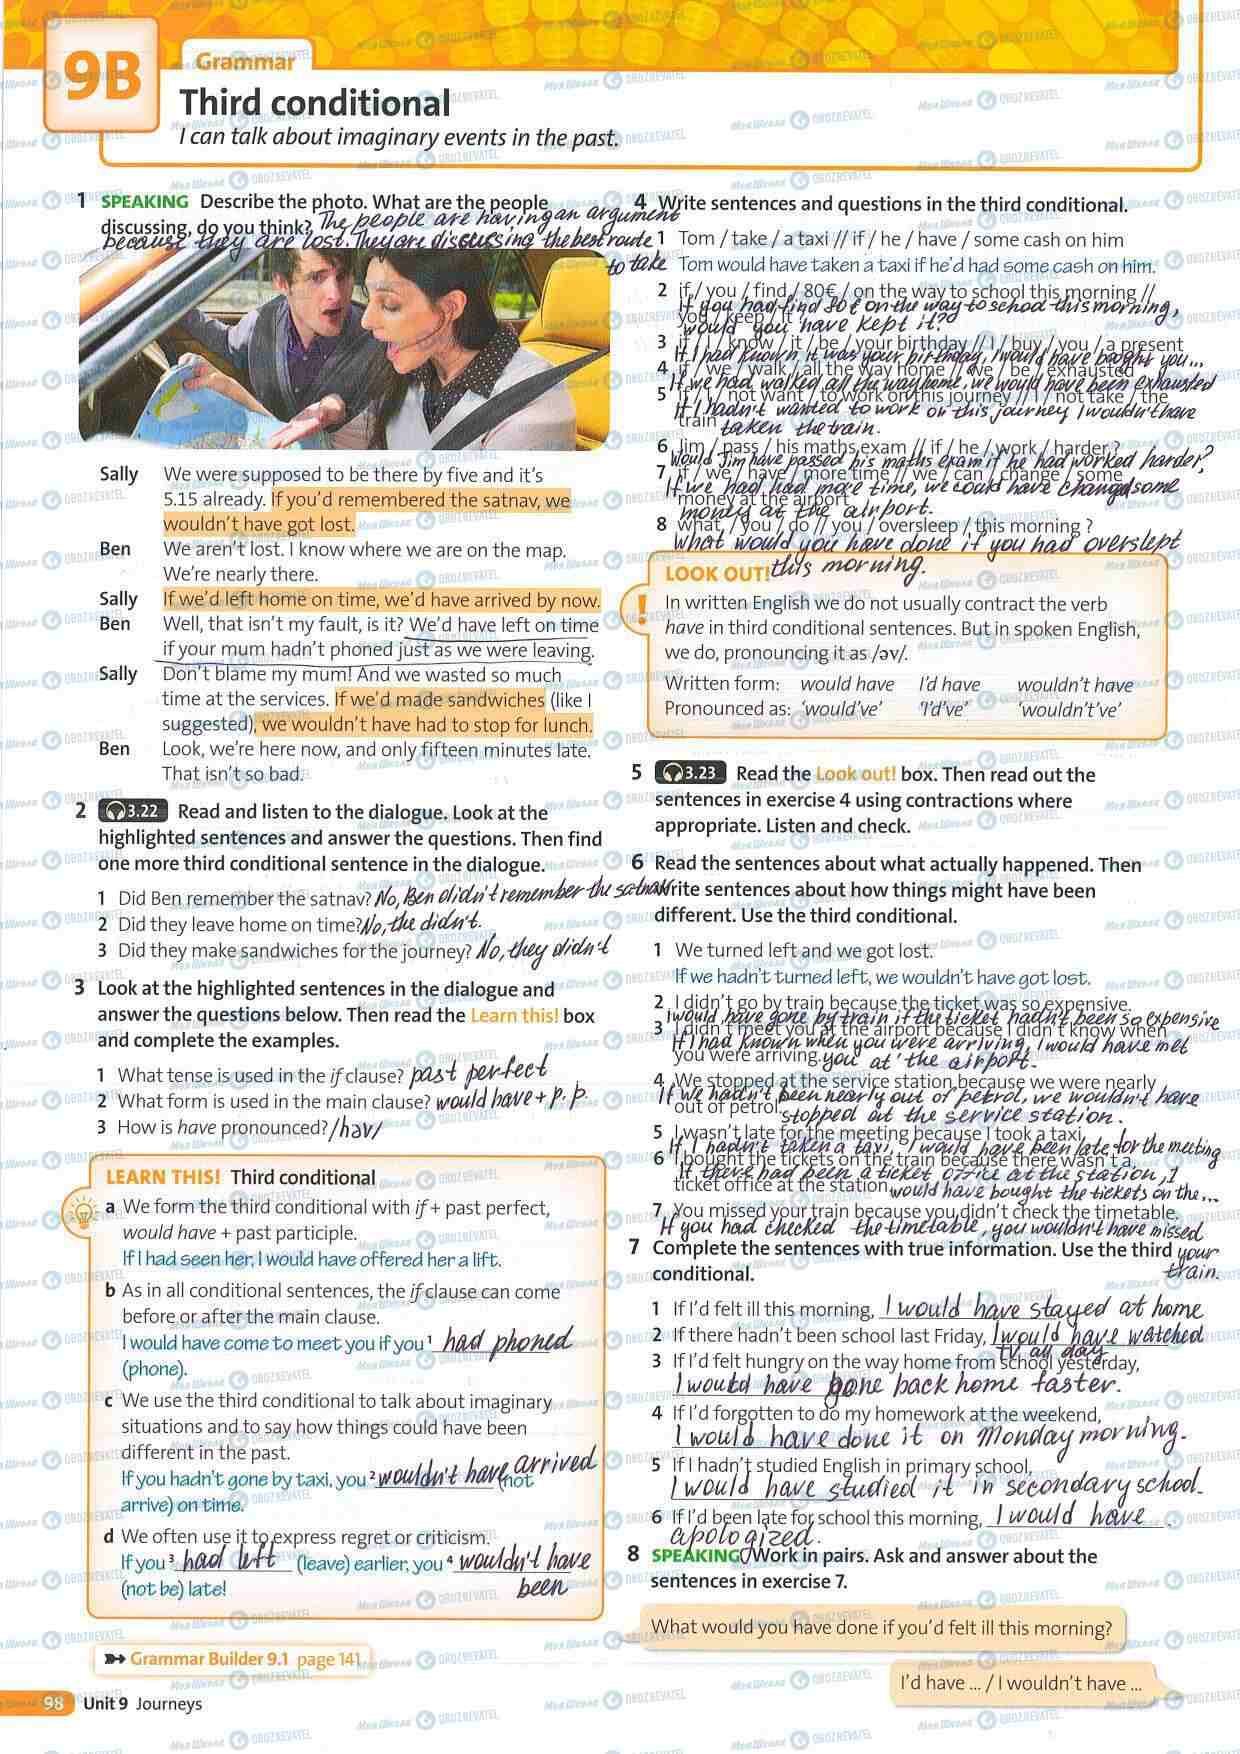 9B
Grammar
Third conditional
I can talk about imaginary events in the past.
1 SPEAKING Describe the photo. What are the people
discussing, do you think? The people are having an argument
because they are lost. They are discussing the best route
to take
Sally We were supposed to be there by five and it's
5.15 already. If you'd remembered the satnav, we
wouldn't have got lost.
Ben We aren't lost. I know where we are on the map.
We're nearly there.
Sally If we'd left home on time, we'd have arrived by now.
Ben Well, that isn't my fault, is it? We'd have left on time
if your mum hadn't phoned just as we were leaving.
Sally Don't blame my mum! And we wasted so much
time at the services. If we'd made sandwiches (like I
suggested), we wouldn't have had to stop for lunch.
Ben Look, we're here now, and only fifteen minutes late.
That isn't so bad.
2 3.22 Read and listen to the dialogue. Look at the
highlighted sentences and answer the questions. Then find
one more third conditional sentence in the dialogue.
1 Did Ben remember the satnav? No, Ben didn't remember the satnav
2 Did they leave home on time? No, the didn't.
3 Did they make sandwiches for the journey? No, they didn't
3 Look at the highlighted sentences in the dialogue and
answer the questions below. Then read the Learn this! box
and complete the examples.
1 What tense is used in the if clause? past perfect
2 What form is used in the main clause? would have + p.p.
3 How is have pronounced? /həv/
LEARN THIS! Third conditional
a We form the third conditional with if + past perfect,
would have + past participle.
If I had seen her, I would have offered her a lift.
b As in all conditional sentences, the if clause can come
before or after the main clause.
I would have come to meet you if you ¹ had phoned
(phone).
c We use the third conditional to talk about imaginary
situations and to say how things could have been
different in the past.
If you hadn't gone by taxi, you ² wouldn't have arrived (not
arrive) on time.
d We often use it to express regret or criticism.
If you ³ had left (leave) earlier, you ⁴ wouldn't have
been
(not be) late!
Grammar Builder 9.1 page 141
98 Unit 9 Journeys
4 Write sentences and questions in the third conditional.
1 Tom / take / a taxi // if / he / have / some cash on him
Tom would have taken a taxi if he'd had some cash on him.
2 if / you / find / 80€ / on the way to school this morning //
If you had find 80€ on the way to school this morning,
you / keep / it ?
would you have kept it?
3 if / I / know / it / be / your birthday // I / buy / you / a present
If I had known it was your birthday, I would have bought you...
4 if / we / walk / all the way home // we / be / exhausted
If we had walked all the way home, we would have been exhausted
5 if / I / not want / to work on this journey // I / not take / the
If I hadn't wanted to work on this journey I wouldn't have
train taken the train.
6 Jim / pass / his maths exam // if / he / work / harder ?
Would Jim have passed his maths exam if he had worked harder?
7 if / we / have / more time // we / can / change / some
If we had had more time, we could have changed some
money at the airport
money at the airport.
8 what / you / do // you / oversleep / this morning ?
What would you have done if you had overslept
this morning.
LOOK OUT!
In written English we do not usually contract the verb
have in third conditional sentences. But in spoken English,
we do, pronouncing it as /əv/.
Written form: would have I'd have wouldn't have
Pronounced as: 'would've' 'I'd've' 'wouldn't've'
5 3.23 Read the Look out! box. Then read out the
sentences in exercise 4 using contractions where
appropriate. Listen and check.
6 Read the sentences about what actually happened. Then
write sentences about how things might have been
different. Use the third conditional.
1 We turned left and we got lost.
If we hadn't turned left, we wouldn't have got lost.
2 I didn't go by train because the ticket was so expensive.
I would have gone by train if the ticket hadn't been so expensive
3 I didn't meet you at the airport because I didn't know when
If I had known when you were arriving, I would have met
you were arriving. you at the airport.
4 We stopped at the service station because we were nearly
If we hadn't been nearly out of petrol, we wouldn't have
out of petrol. stopped at the service station.
5 I wasn't late for the meeting because I took a taxi.
If I hadn't taken a taxi, I would have been late for the meeting
6 I bought the tickets on the train because there wasn't a
If there had been a ticket office at the station, I
ticket office at the station. would have bought the tickets on the...
7 You missed your train because you didn't check the timetable.
If you had checked the timetable, you wouldn't have missed
your
train.
7 Complete the sentences with true information. Use the third
conditional.
1 If I'd felt ill this morning, I would have stayed at home
2 If there hadn't been school last Friday, I would have watched
TV all day
3 If I'd felt hungry on the way home from school yesterday,
I would have gone back home faster.
4 If I'd forgotten to do my homework at the weekend,
I would have done it on Monday morning.
5 If I hadn't studied English in primary school,
I would have studied it in secondary school.
6 If I'd been late for school this morning, I would have
apologized.
8 SPEAKING Work in pairs. Ask and answer about the
sentences in exercise 7.
What would you have done if you'd felt ill this morning?
I'd have ... / I wouldn't have ...